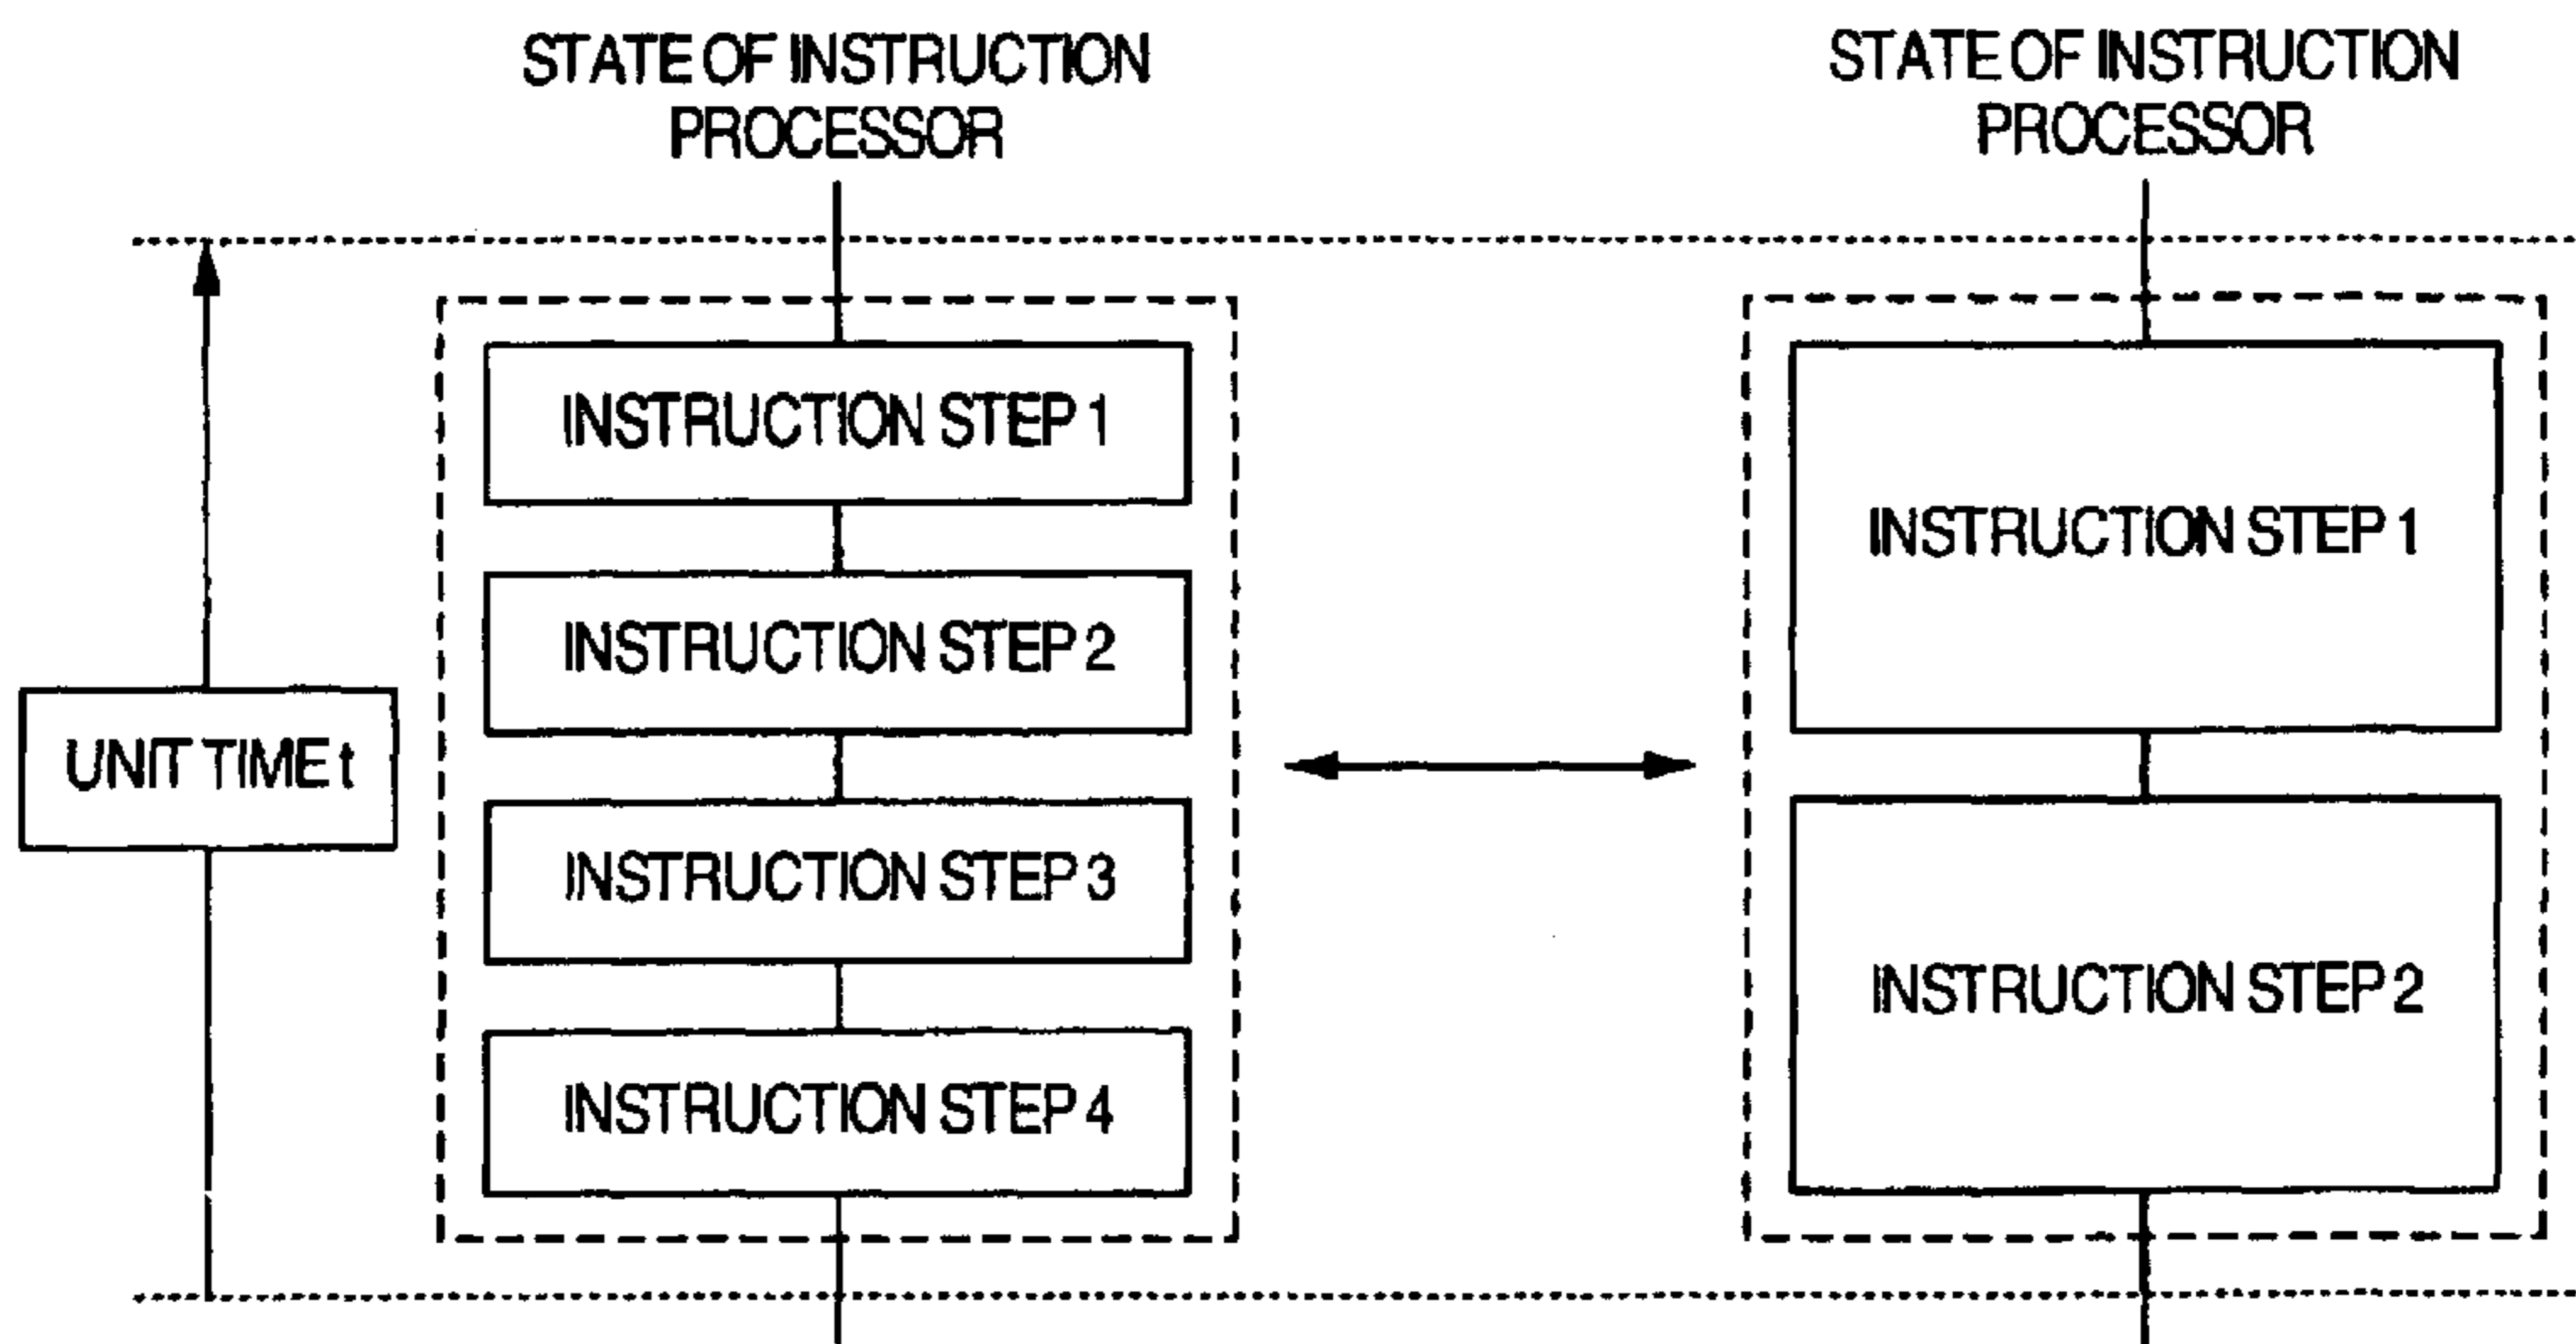 STATE OF INSTRUCTION
PROCESSOR
STATE OF INSTRUCTION
PROCESSOR
UNIT TIME t
INSTRUCTION STEP 1
INSTRUCTION STEP 2
INSTRUCTION STEP 3
INSTRUCTION STEP 4
INSTRUCTION STEP 1
INSTRUCTION STEP 2